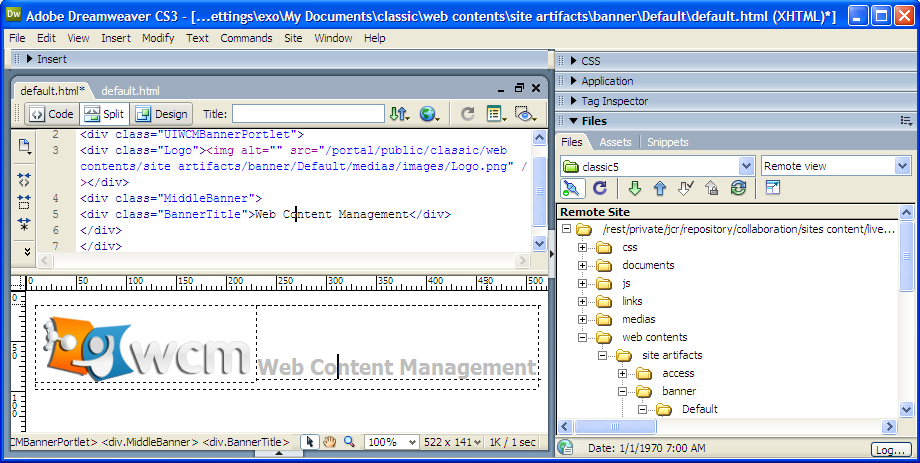 Adobe Dreamweaver CS3 - [...ettings\exo\My Documents\classic\web contents\site artifacts\banner\Default\default.html (XHTML)*]
File Edit View Insert Modify Text Commands Site Window Help
Insert
default.html* default.html
Code Split Design Title:
2 <div class="UIWCMBannerPortlet">
3 <div class="Logo"><img alt="" src="/portal/public/classic/web
contents/site artifacts/banner/Default/medias/images/Logo.png" /
></div>
4 <div class="MiddleBanner">
5 <div class="BannerTitle">Web Content Management</div>
6 </div>
7 </div>
0 50 100 150 200 250 300 350 400 450 500
0
50
100
wcm
Web Content Management
CMBannerPortlet> <div.MiddleBanner> <div.BannerTitle> 100% 522 x 141 1K / 1 sec
CSS
Application
Tag Inspector
Files
Files Assets Snippets
classic5 Remote view
Remote Site
/rest/private/jcr/repository/collaboration/sites content/live...
css
documents
js
links
medias
web contents
site artifacts
access
banner
Default
Date: 1/1/1970 7:00 AM Log...